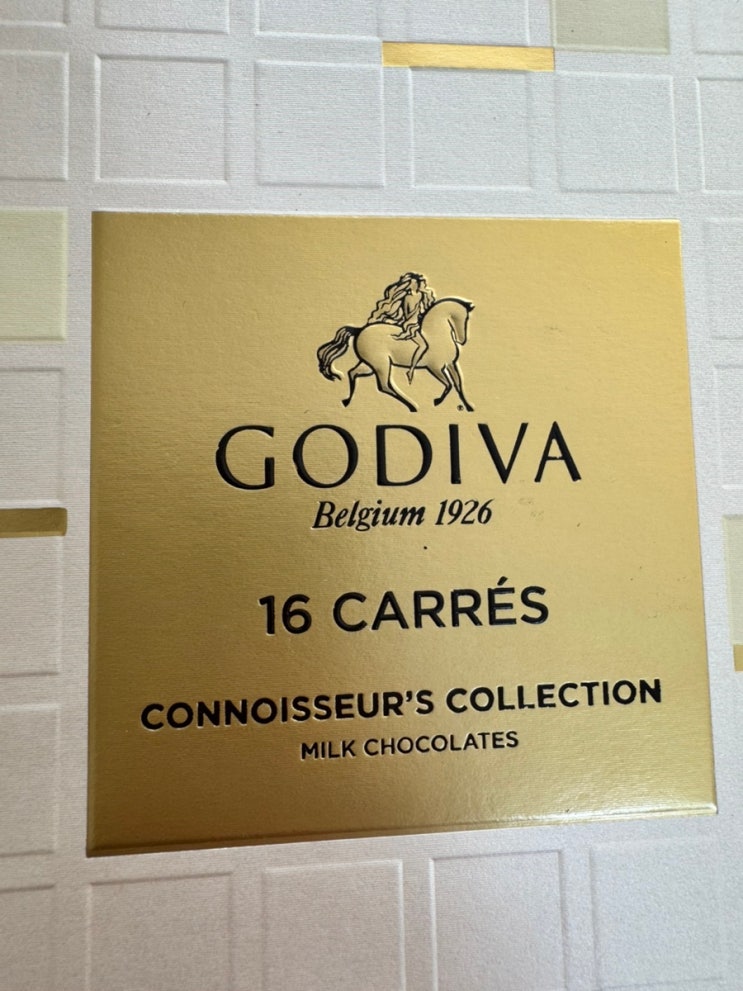 GODIVA
Belgium 1926
16 CARRÉS
CONNOISSEUR'S COLLECTION
MILK CHOCOLATES